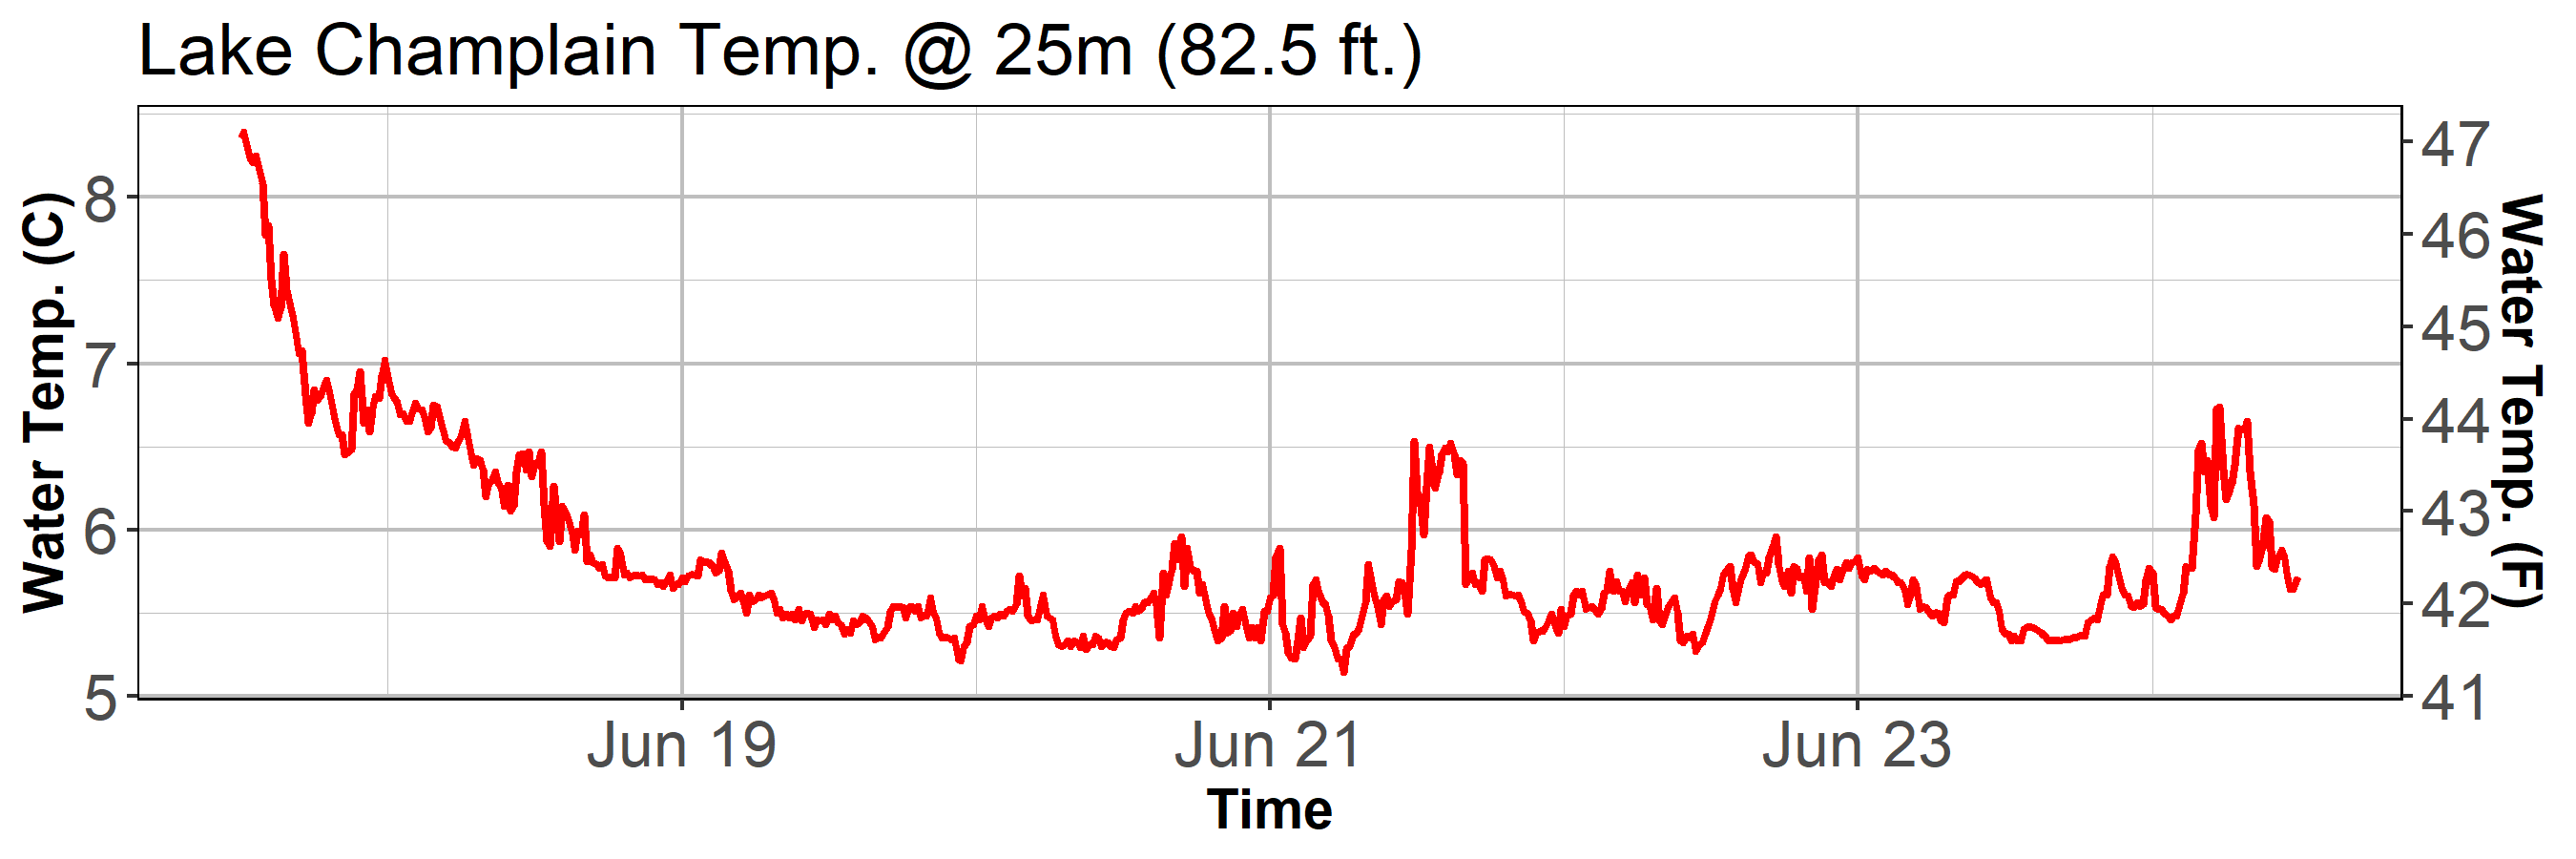 Lake Champlain Temp. @ 25m (82.5 ft.)
Water Temp. (C)
8
7
6
5
47
46
45
44
43
42
41
Water Temp. (F)
Jun 19
Jun 21
Jun 23
Time